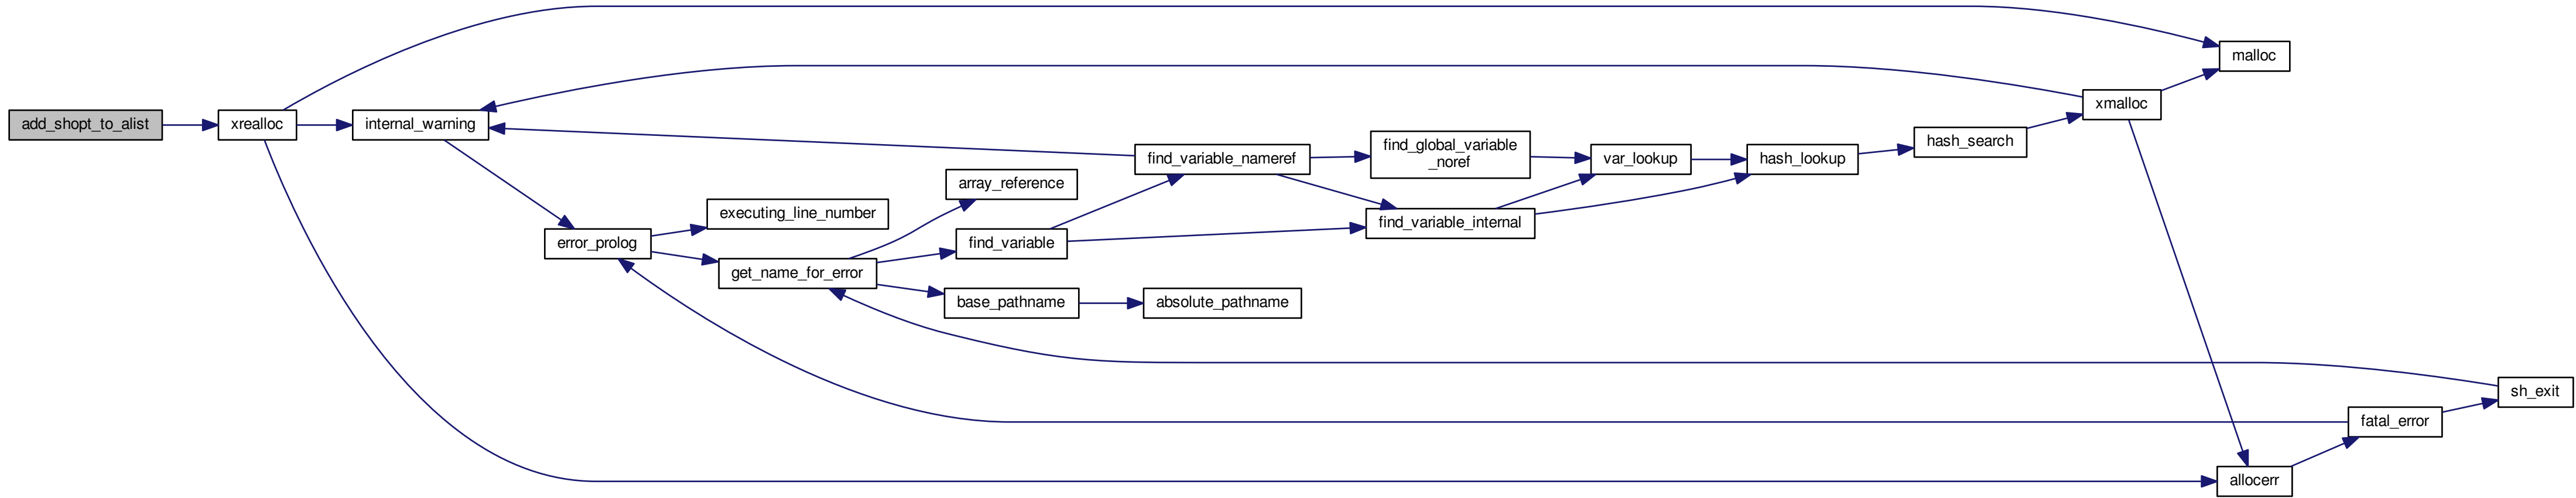 add_shopt_to_alist
xrealloc
internal_warning
error_prolog
executing_line_number
get_name_for_error
array_reference
find_variable
base_pathname
absolute_pathname
find_variable_nameref
find_global_variable
_noref
find_variable_internal
var_lookup
hash_lookup
hash_search
xmalloc
malloc
allocerr
fatal_error
sh_exit